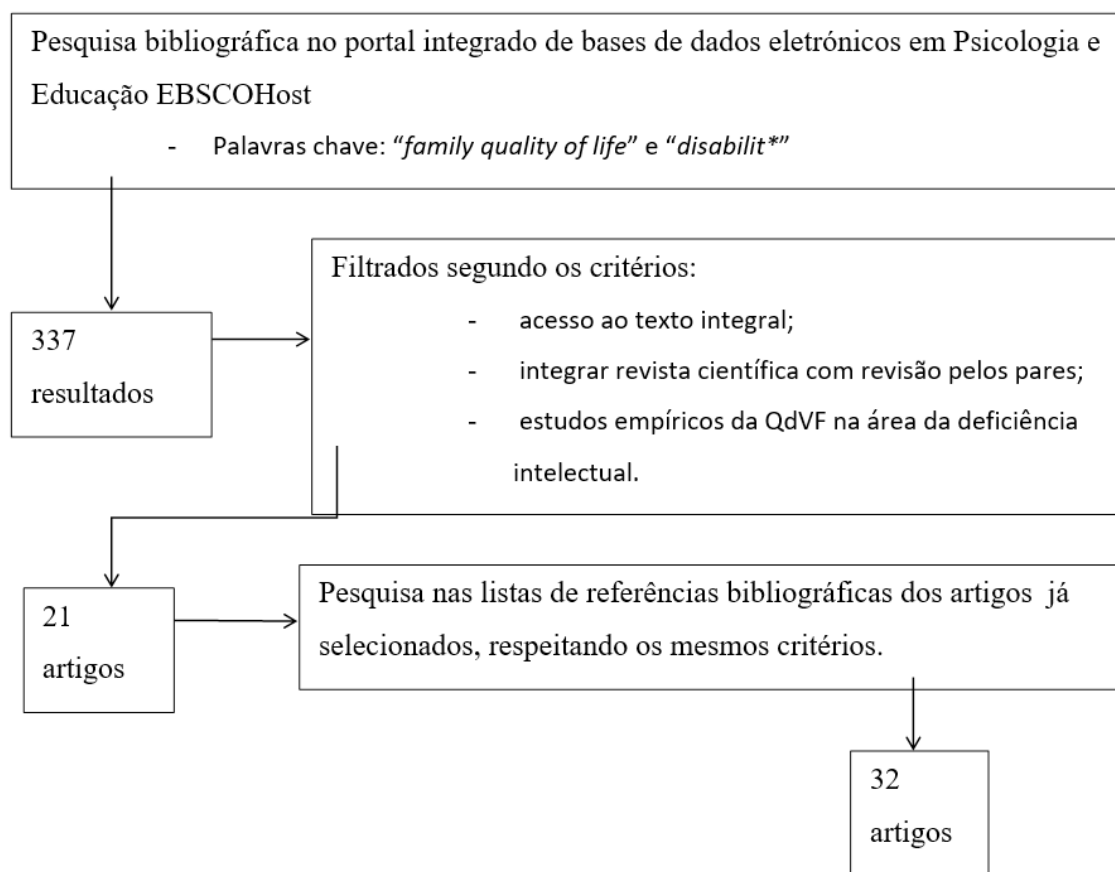 Pesquisa bibliográfica no portal integrado de bases de dados eletrónicos em Psicologia e
Educação EBSCOHost
- Palavras chave: “family quality of life” e “disabilit*”
337
resultados
Filtrados segundo os critérios:
- acesso ao texto integral;
- integrar revista científica com revisão pelos pares;
- estudos empíricos da QdVF na área da deficiência
intelectual.
21
artigos
Pesquisa nas listas de referências bibliográficas dos artigos já
selecionados, respeitando os mesmos critérios.
32
artigos